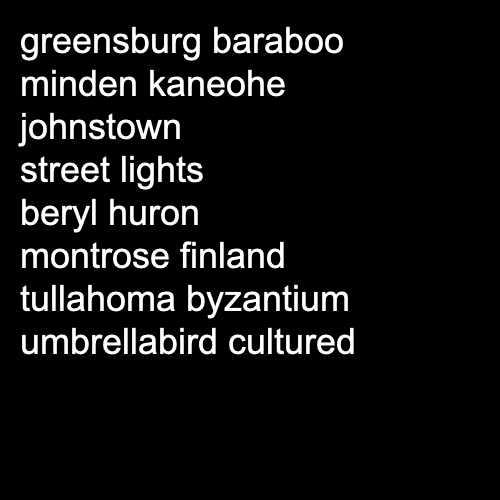 greensburg baraboo
minden kaneohe
johnstown
street lights
beryl huron
montrose finland
tullahoma byzantium
umbrellabird cultured